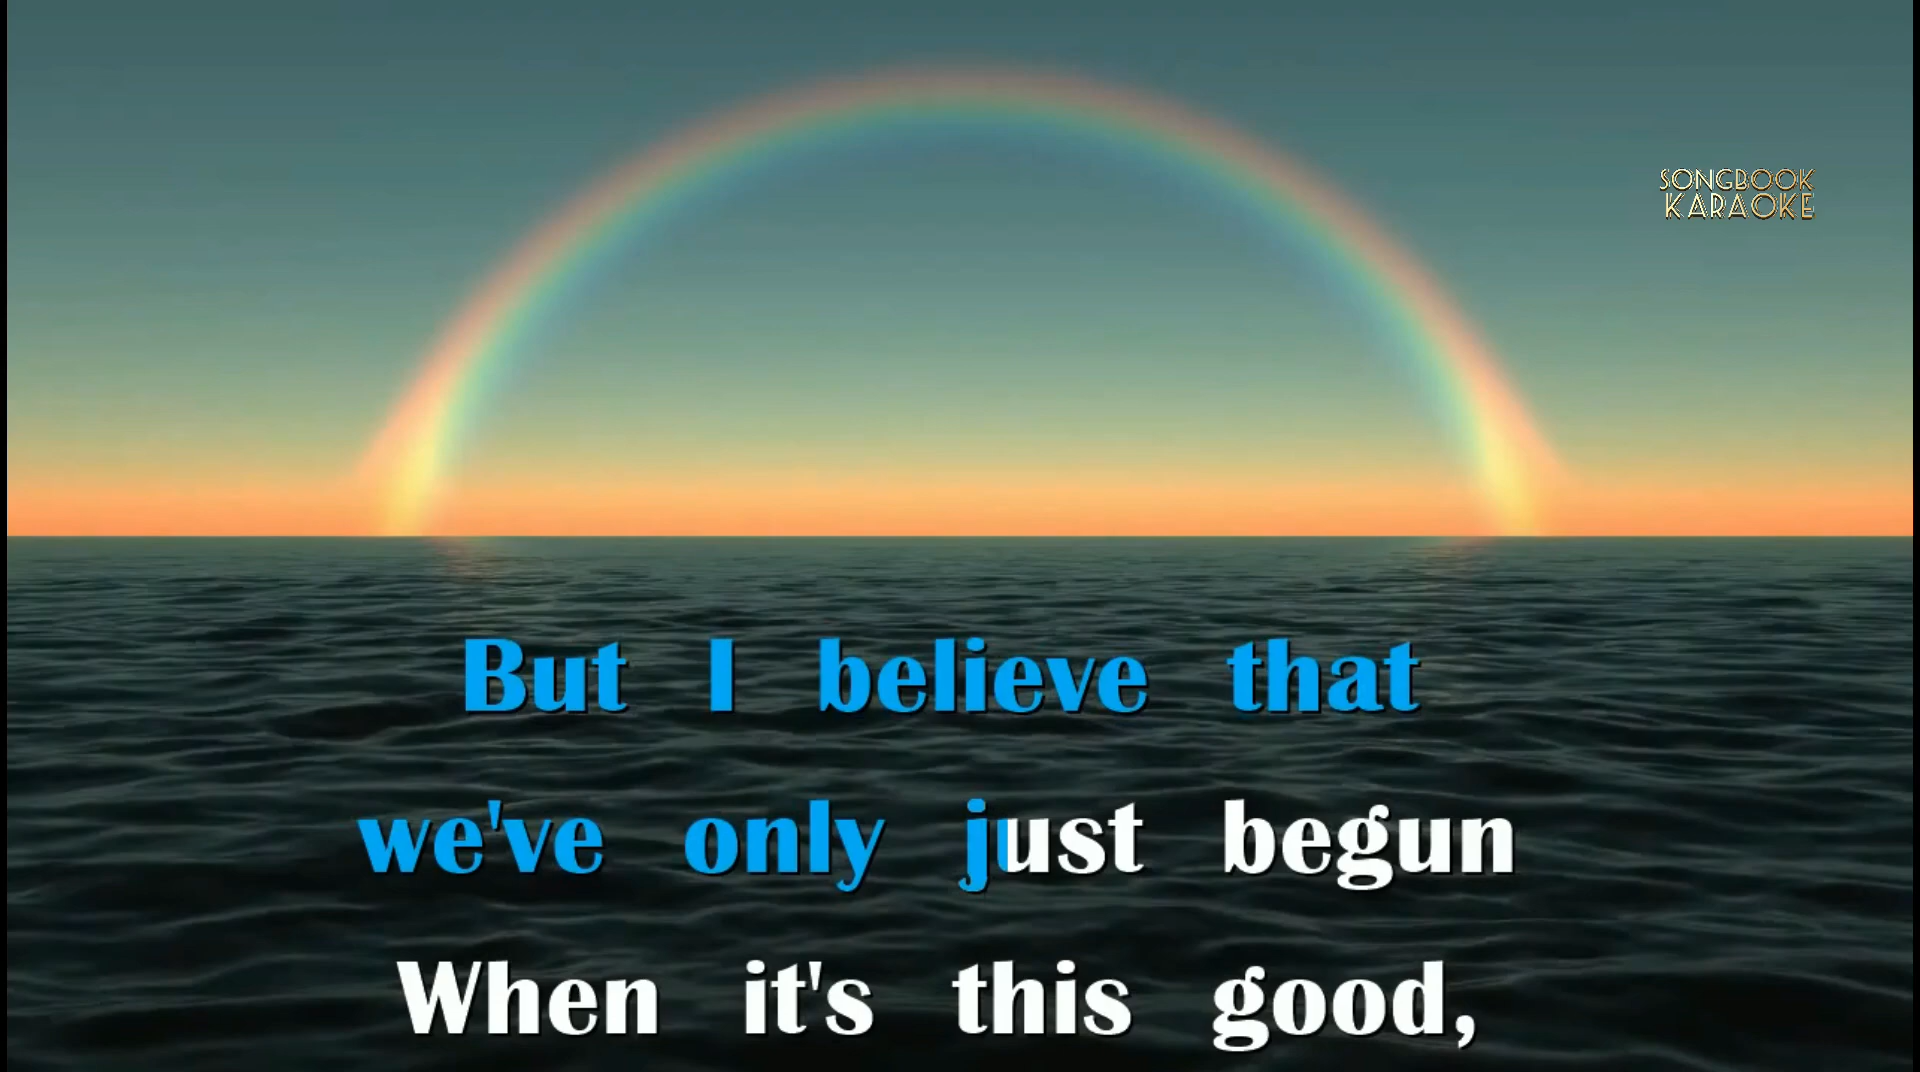 SONGBOOK
KARAOKE
But I believe that
we've only just begun
When it's this good,